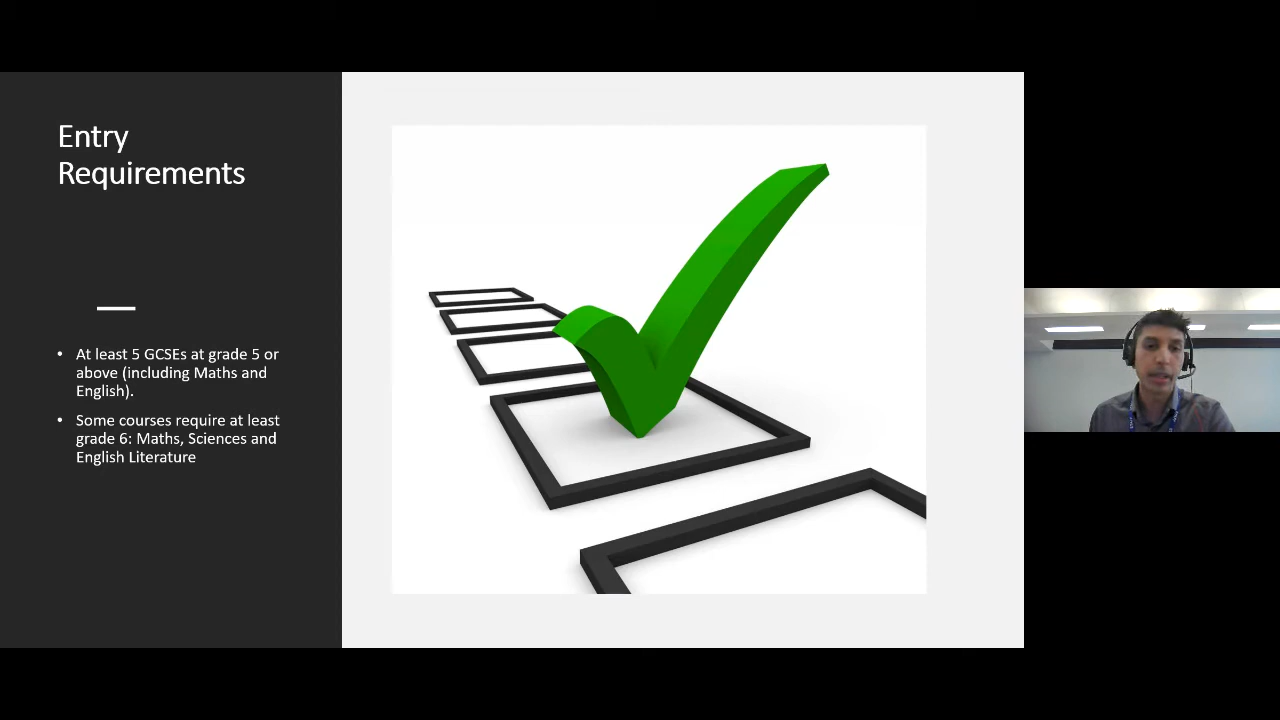 Entry
Requirements
• At least 5 GCSEs at grade 5 or
above (including Maths and
English).
• Some courses require at least
grade 6: Maths, Sciences and
English Literature